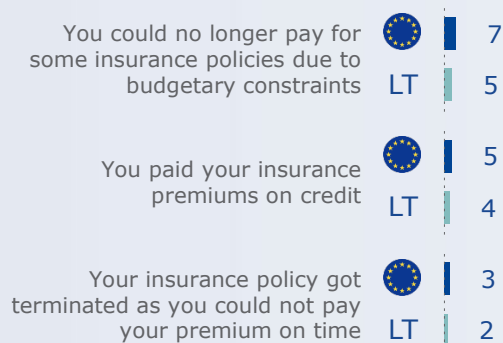 You could no longer pay for
some insurance policies due to
budgetary constraints
7
LT 5
You paid your insurance
premiums on credit
5
LT 4
Your insurance policy got
terminated as you could not pay
your premium on time
3
LT 2